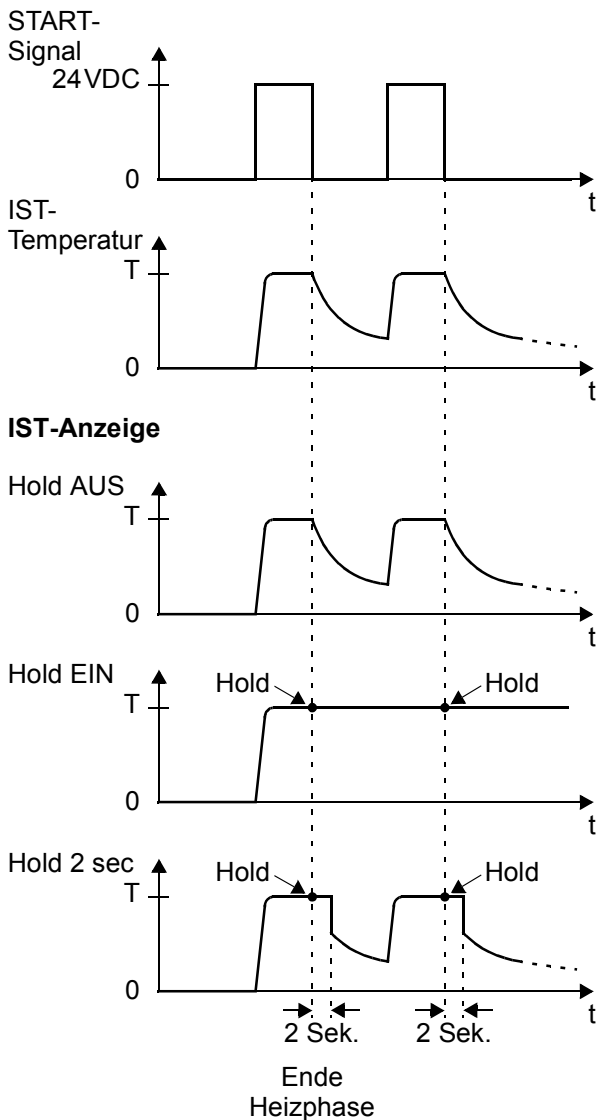 START-
Signal
24VDC
0
t
IST-
Temperatur
T
0
t
IST-Anzeige
Hold AUS
T
0
t
Hold EIN
Hold
Hold
T
0
t
Hold 2 sec
Hold
Hold
T
0
t
2 Sek.
2 Sek.
Ende
Heizphase